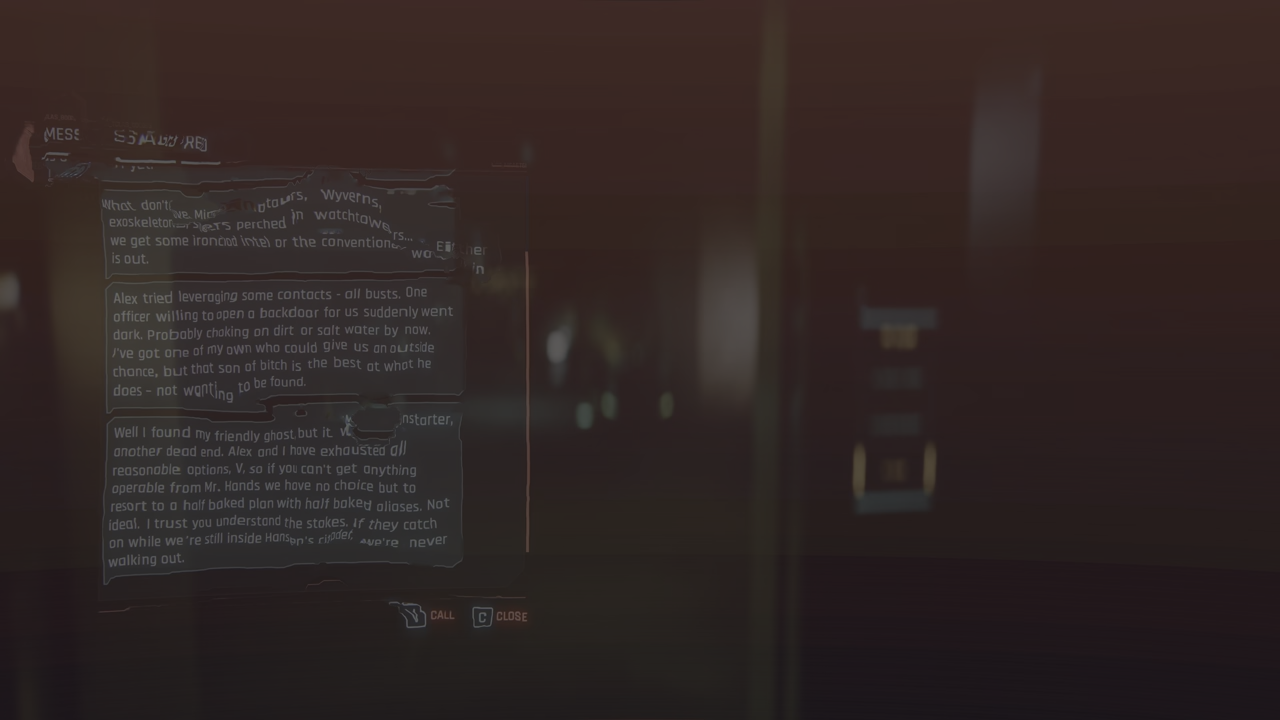 MESS
What don't
Wyverns,
perched in watchtowers...
we get some ironclad intel or the conventional
is out.
Alex tried leveraging some contacts - all busts. One
officer willing to open a backdoor for us suddenly went
dark. Probably choking on dirt or salt water by now.
I've got one of my own who could give us an outside
chance, but that son of bitch is the best at what he
does - not wanting to be found.
Well I found my friendly ghost but it.
nstarter,
another dead end. Alex and I have exhausted all
reasonable options, V, so if you can't get anything
operable from Mr. Hands we have no choice but to
resort to a half baked plan with half baked aliases. Not
ideal. I trust you understand the stakes. If they catch
on while we're still inside Hansen's we're never
walking out.
CALL
C CLOSE